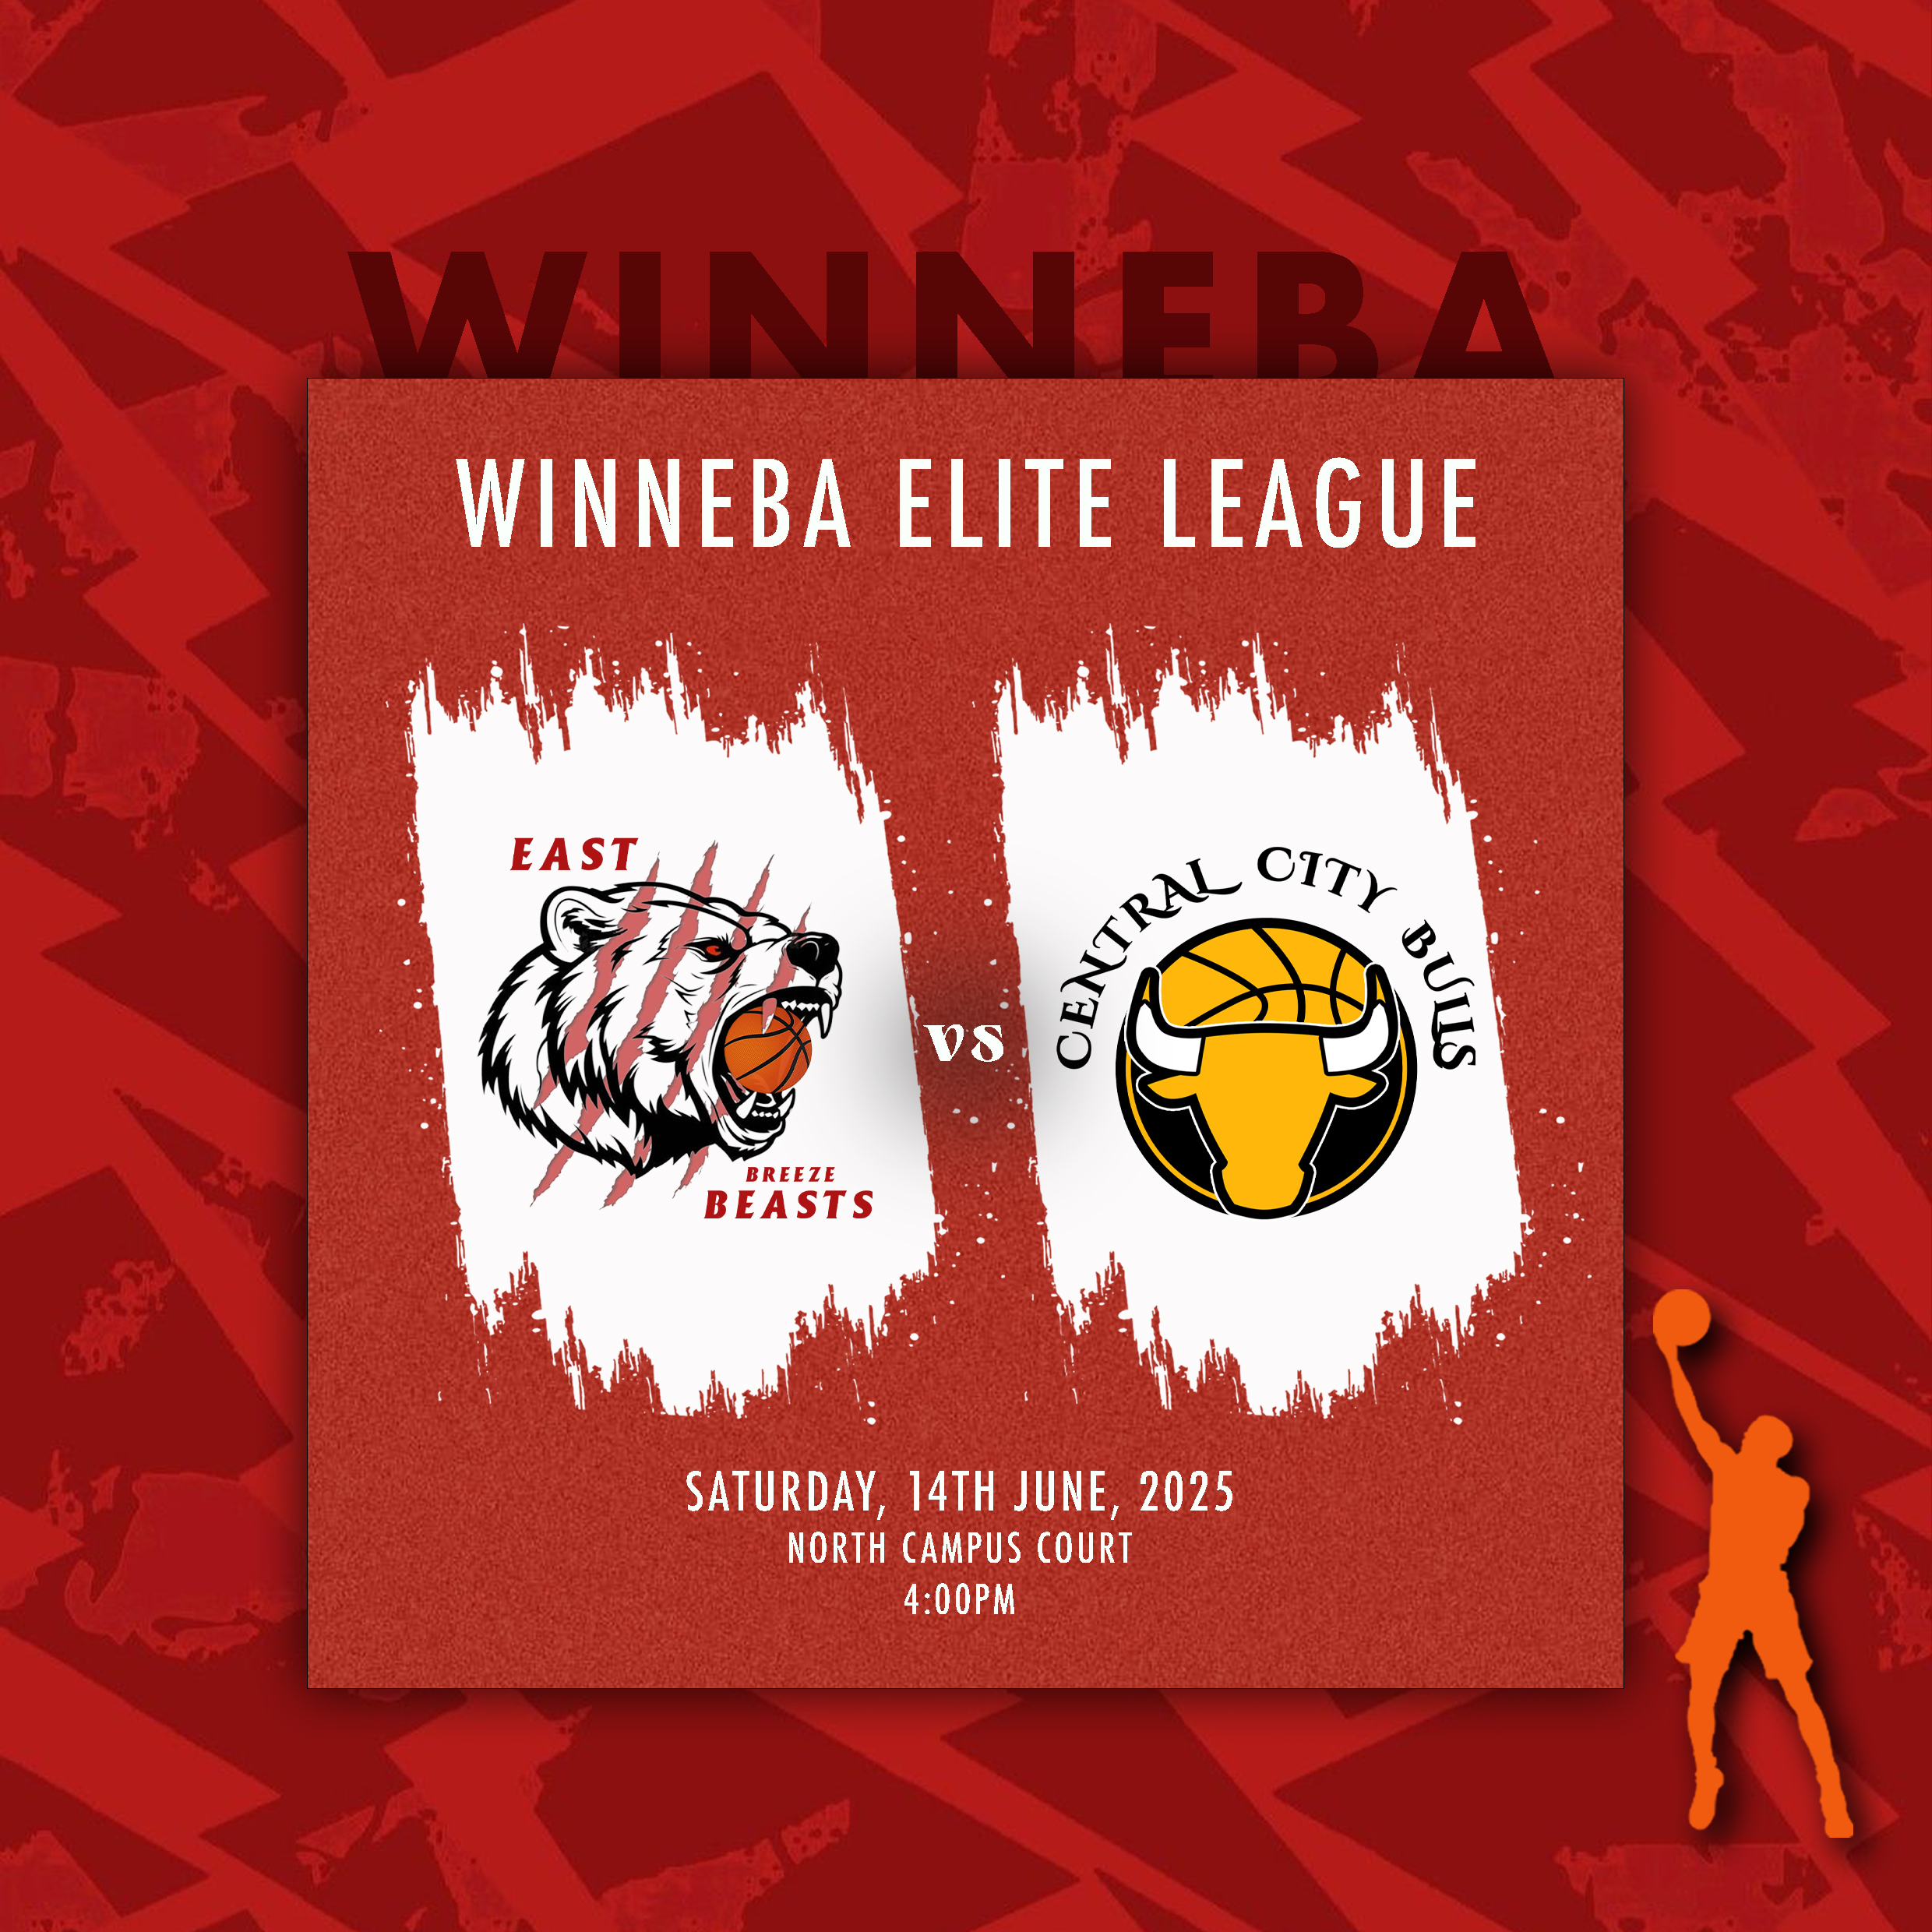 WINNEBA
WINNEBA ELITE LEAGUE
EAST
BREEZE
BEASTS
VS
CENTRAL CITY BULLS
SATURDAY, 14TH JUNE, 2025
NORTH CAMPUS COURT
4:00PM